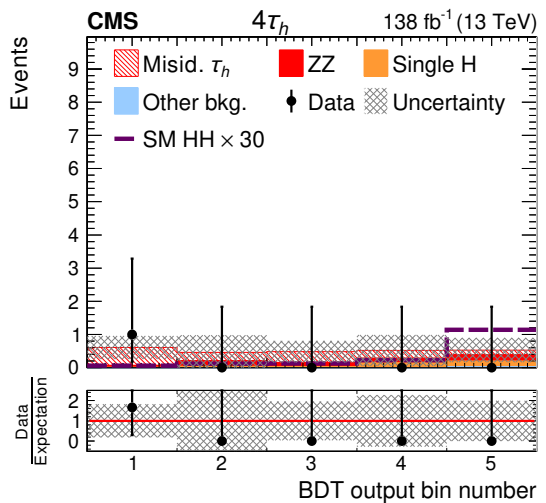 CMS 4τh 138 fb-1 (13 TeV)
Events
Misid. τh ZZ Single H
Other bkg. Data Uncertainty
SM HH × 30
9
8
7
6
5
4
3
2
1
0
Data
Expectation
2
1
0
1 2 3 4 5
BDT output bin number